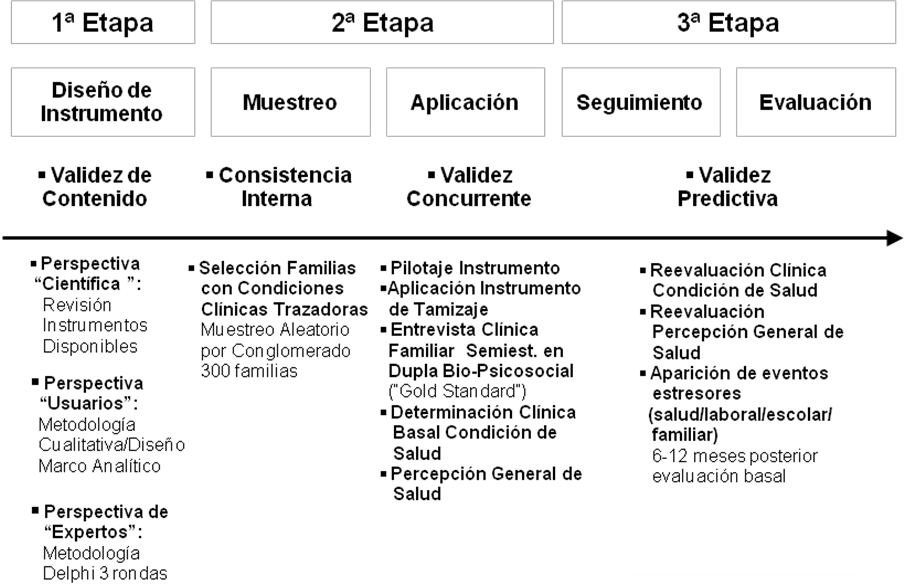 1ª Etapa
2ª Etapa
3ª Etapa
Diseño de
Instrumento
Muestreo
Aplicación
Seguimiento
Evaluación
▪ Validez de
Contenido
▪ Consistencia
Interna
▪ Validez
Concurrente
▪ Validez
Predictiva
▪ Perspectiva
“Científica ”:
Revisión
Instrumentos
Disponibles
▪ Perspectiva
“Usuarios”:
Metodología
Cualitativa/Diseño
Marco Analítico
▪ Perspectiva de
“Expertos”:
Metodología
Delphi 3 rondas
▪ Selección Familias
con Condiciones
Clínicas Trazadoras
Muestreo Aleatorio
por Conglomerado
300 familias
▪ Pilotaje Instrumento
▪ Aplicación Instrumento
de Tamizaje
▪ Entrevista Clínica
Familiar Semiest. en
Dupla Bio-Psicosocial
("Gold Standard")
▪ Determinación Clínica
Basal Condición de
Salud
▪ Percepción General de
Salud
▪ Reevaluación Clínica
Condición de Salud
▪ Reevaluación
Percepción General de
Salud
▪ Aparición de eventos
estresores
(salud/laboral/escolar/
familiar)
6-12 meses posterior
evaluación basal